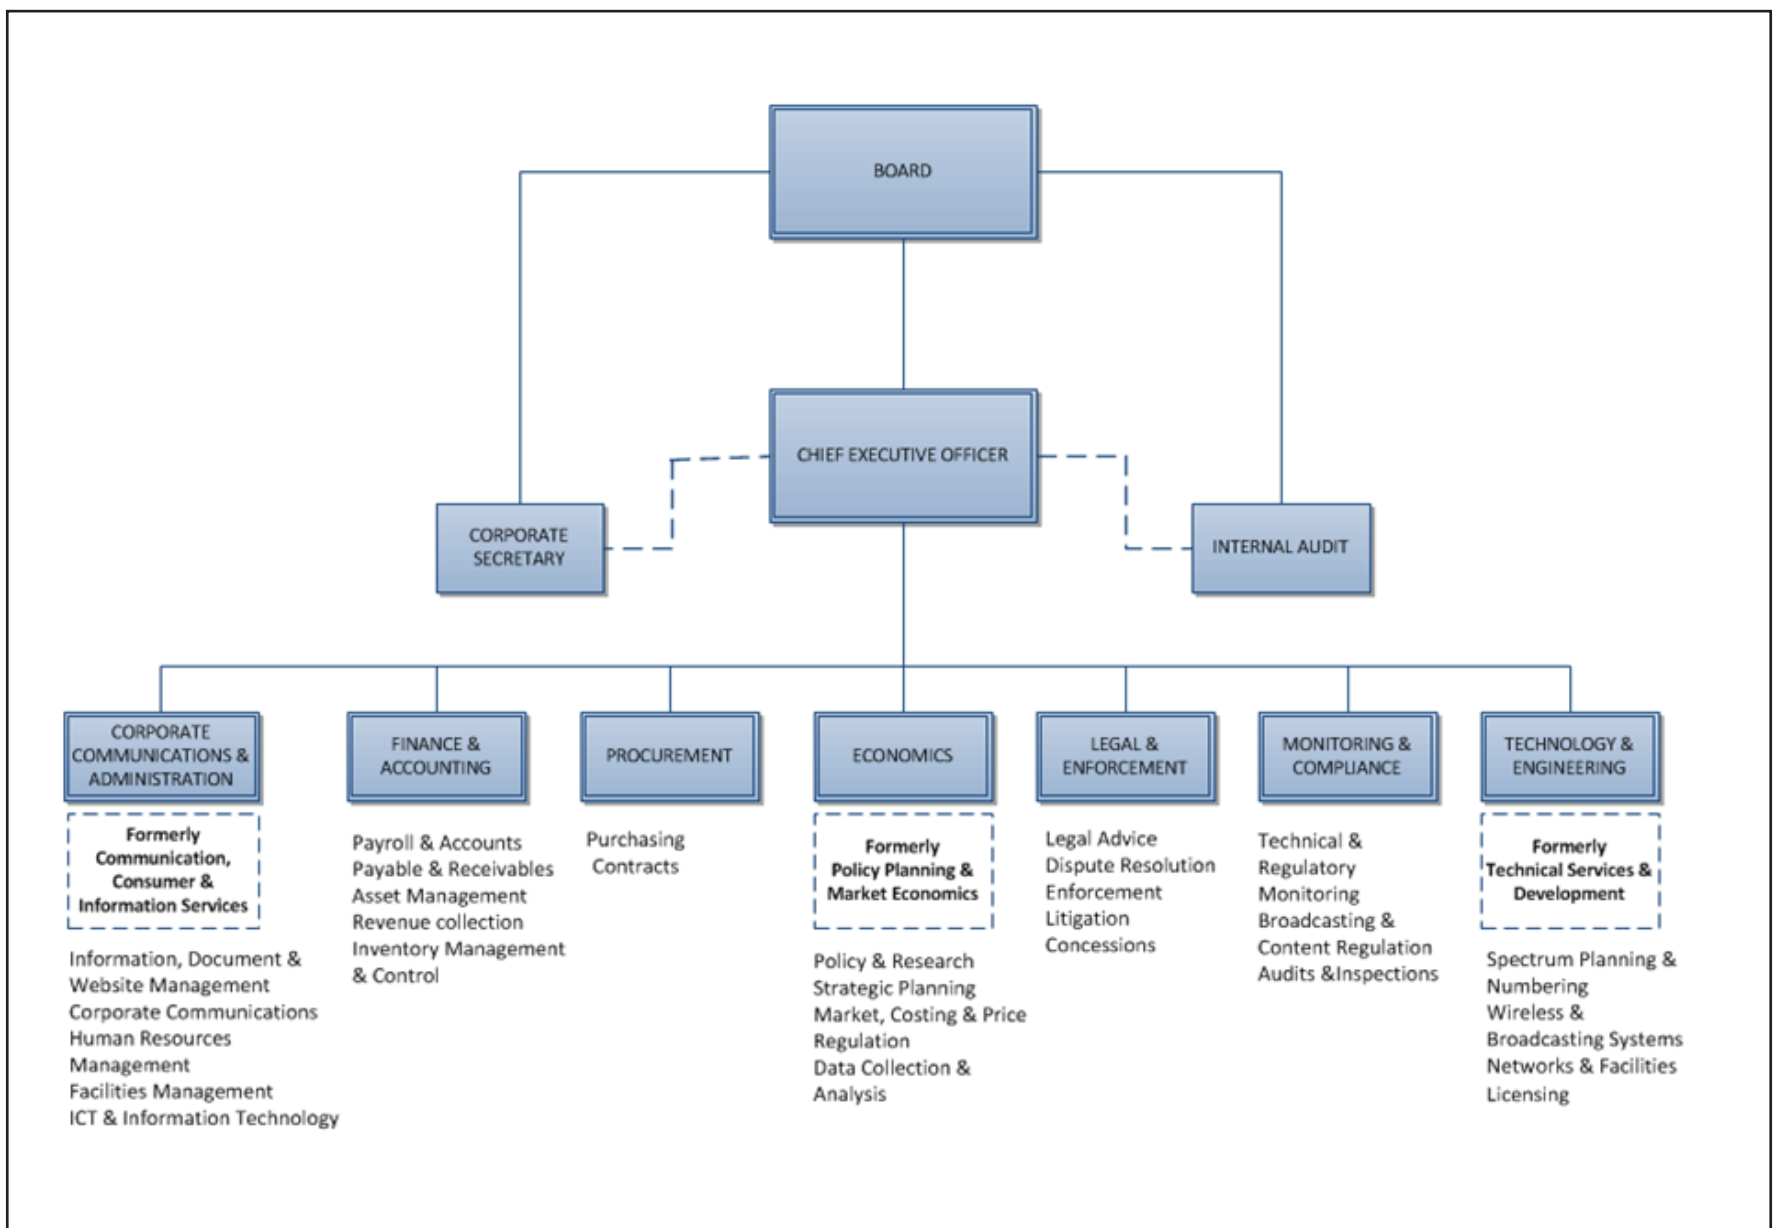 BOARD
CHIEF EXECUTIVE OFFICER
CORPORATE
SECRETARY
INTERNAL AUDIT
CORPORATE
COMMUNICATIONS &
ADMINISTRATION
Formerly
Communication,
Consumer &
Information Services
Information, Document &
Website Management
Corporate Communications
Human Resources
Management
Facilities Management
ICT & Information Technology
FINANCE &
ACCOUNTING
Payroll & Accounts
Payable & Receivables
Asset Management
Revenue collection
Inventory Management
& Control
PROCUREMENT
Purchasing
Contracts
ECONOMICS
Formerly
Policy Planning &
Market Economics
Policy & Research
Strategic Planning
Market, Costing & Price
Regulation
Data Collection &
Analysis
LEGAL &
ENFORCEMENT
Legal Advice
Dispute Resolution
Enforcement
Litigation
Concessions
MONITORING &
COMPLIANCE
Technical &
Regulatory
Monitoring
Broadcasting &
Content Regulation
Audits &Inspections
TECHNOLOGY &
ENGINEERING
Formerly
Technical Services &
Development
Spectrum Planning &
Numbering
Wireless &
Broadcasting Systems
Networks & Facilities
Licensing